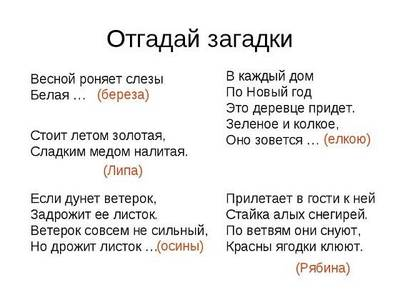 Отгадай загадки
Весной роняет слезы
Белая … (береза)
Стоит летом золотая,
Сладким медом налитая.
(Липа)
Если дунет ветерок,
Задрожит ее листок.
Ветерок совсем не сильный,
Но дрожит листок …(осины)
В каждый дом
По Новый год
Это деревце придет.
Зеленое и колкое,
Оно зовется … (елкою)
Прилетает в гости к ней
Стайка алых снегирей.
По ветвям они снуют,
Красны ягодки клюют.
(Рябина)